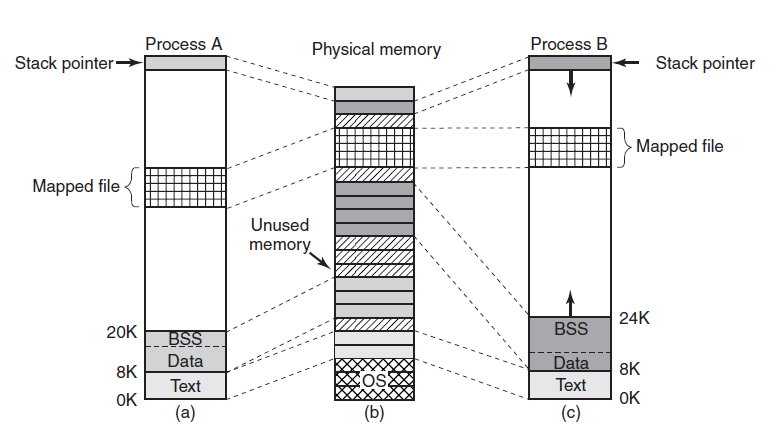 Process A
Physical memory
Process B
Stack pointer
Stack pointer
Mapped file
Mapped file
Unused
memory
20K
BSS
Data
8K
Text
0K
OS
24K
BSS
Data
8K
Text
0K
(a)
(b)
(c)